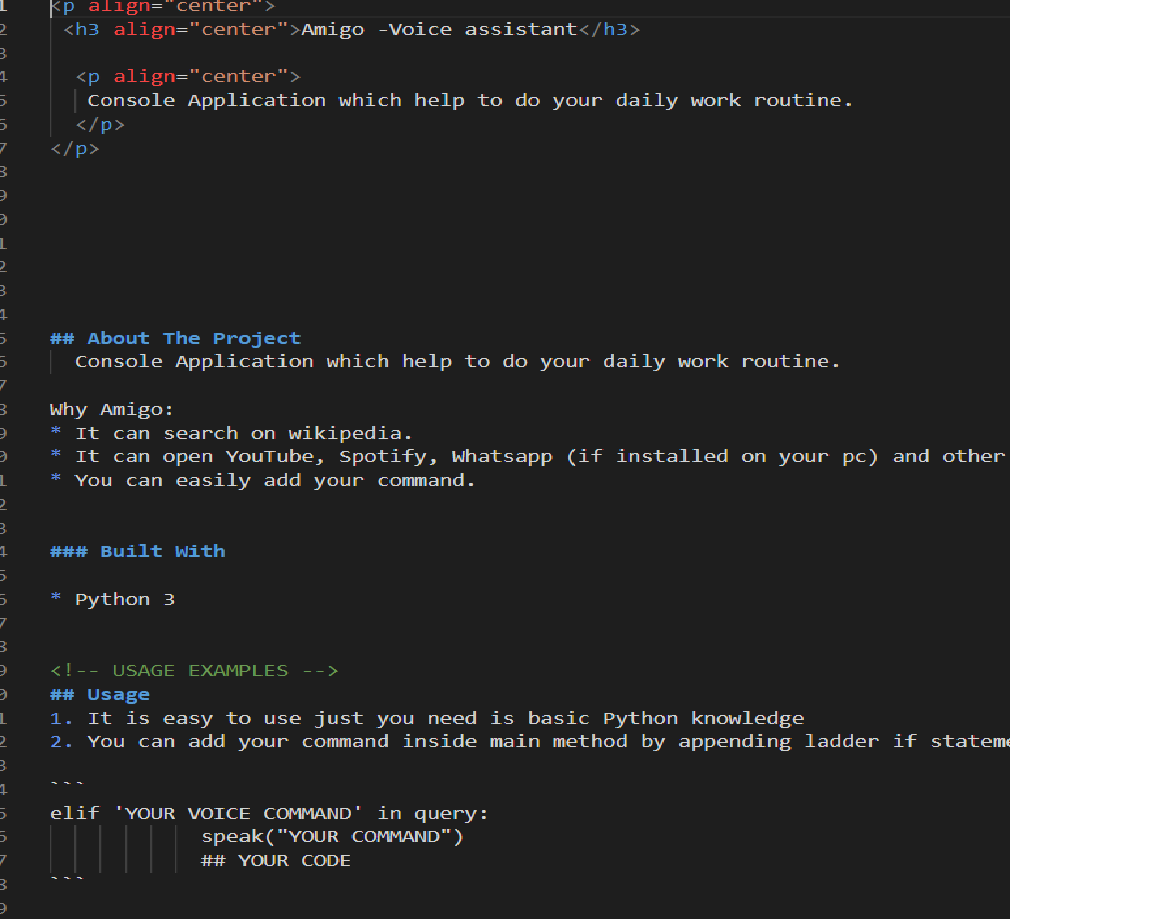 <p align="center">
<h3 align="center">Amigo -Voice assistant</h3>
<p align="center">
Console Application which help to do your daily work routine.
</p>
</p>
## About The Project
Console Application which help to do your daily work routine.
Why Amigo:
* It can search on wikipedia.
* It can open YouTube, Spotify, Whatsapp (if installed on your pc) and other
* You can easily add your command.
### Built With
* Python 3
<!-- USAGE EXAMPLES -->
## Usage
1. It is easy to use just you need is basic Python knowledge
2. You can add your command inside main method by appending ladder if
```
elif 'YOUR VOICE COMMAND' in query:
speak("YOUR COMMAND")
## YOUR CODE
```